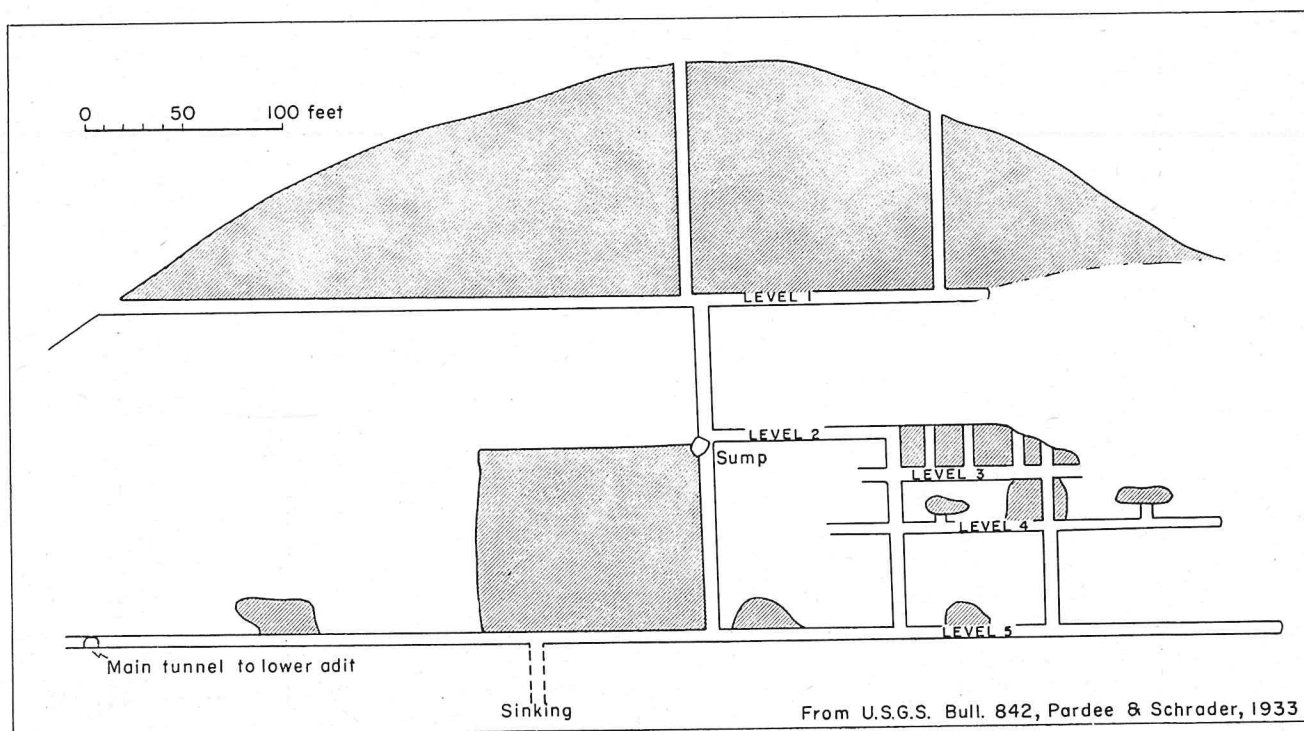 0 50 100 feet
LEVEL 1
LEVEL 2
Sump
LEVEL 3
LEVEL 4
LEVEL 5
Main tunnel to lower adit
Sinking
From U.S.G.S. Bull. 842, Pardee & Schrader, 1933